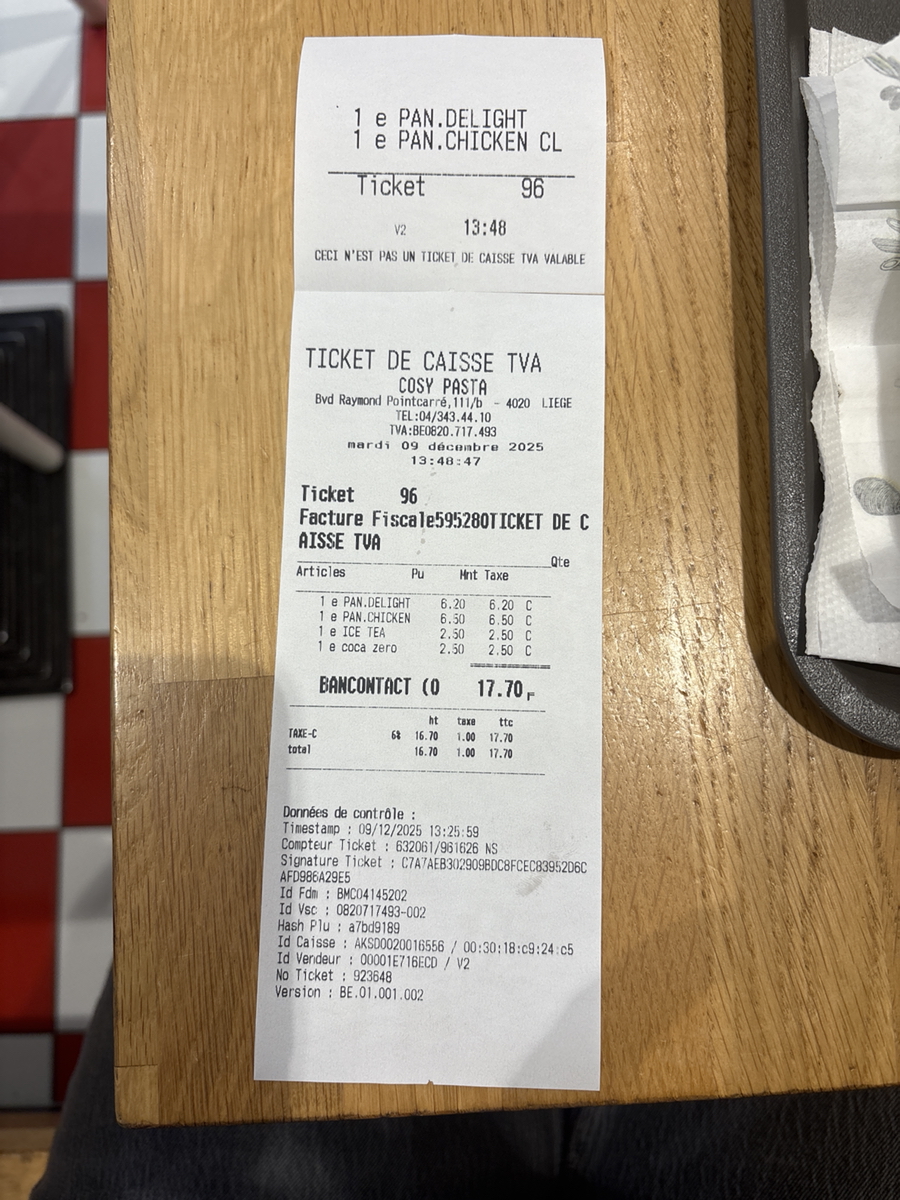 1 e PAN.DELIGHT
1 e PAN.CHICKEN CL
Ticket 96
V2 13:48
CECI N'EST PAS UN TICKET DE CAISSE TVA VALABLE
TICKET DE CAISSE TVA
COSY PASTA
Bvd Raymond Pointcarré,111/b - 4020 LIEGE
TEL:04/343.44.10
TVA:BE0820.717.493
mardi 09 décembre 2025
13:48:47
Ticket 96
Facture Fiscale595280TICKET DE C
AISSE TVA
Qte
Articles Pu Mnt Taxe
1 e PAN.DELIGHT 6.20 6.20 C
1 e PAN.CHICKEN 6.50 6.50 C
1 e ICE TEA 2.50 2.50 C
1 e coca zero 2.50 2.50 C
BANCONTACT (0 17.70
ht taxe ttc
TAXE-C 6% 16.70 1.00 17.70
total 16.70 1.00 17.70
Données de contrôle :
Timestamp : 09/12/2025 13:25:59
Compteur Ticket : 632061/961626 NS
Signature Ticket : C7A7AEB302909BDC8FCEC83952D6C
AFD986A29E5
Id Fdm : BMC04145202
Id Vsc : 0820717493-002
Hash Plu : a7bd9189
Id Caisse : AKSD0020016556 / 00:30:18:c9:24:c5
Id Vendeur : 00001E716ECD / V2
No Ticket : 923648
Version : BE.01.001.002